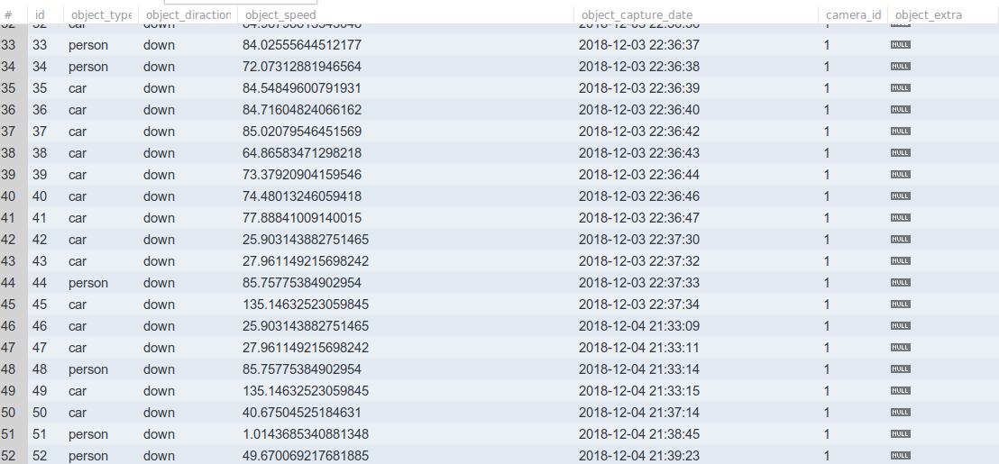 # id object_type object_diraction object_speed object_capture_date camera_id object_extra
32 32 car down 2018-12-03 22:36:36 1 NULL
33 33 person down 84.02555644512177 2018-12-03 22:36:37 1 NULL
34 34 person down 72.07312881946564 2018-12-03 22:36:38 1 NULL
35 35 car down 84.54849600791931 2018-12-03 22:36:39 1 NULL
36 36 car down 84.71604824066162 2018-12-03 22:36:40 1 NULL
37 37 car down 85.02079546451569 2018-12-03 22:36:42 1 NULL
38 38 car down 64.86583471298218 2018-12-03 22:36:43 1 NULL
39 39 car down 73.37920904159546 2018-12-03 22:36:44 1 NULL
40 40 car down 74.48013246059418 2018-12-03 22:36:46 1 NULL
41 41 car down 77.88841009140015 2018-12-03 22:36:47 1 NULL
42 42 car down 25.903143882751465 2018-12-03 22:37:30 1 NULL
43 43 car down 27.961149215698242 2018-12-03 22:37:32 1 NULL
44 44 person down 85.75775384902954 2018-12-03 22:37:33 1 NULL
45 45 car down 135.14632523059845 2018-12-03 22:37:34 1 NULL
46 46 car down 25.903143882751465 2018-12-04 21:33:09 1 NULL
47 47 car down 27.961149215698242 2018-12-04 21:33:11 1 NULL
48 48 person down 85.75775384902954 2018-12-04 21:33:14 1 NULL
49 49 car down 135.14632523059845 2018-12-04 21:33:15 1 NULL
50 50 car down 40.67504525184631 2018-12-04 21:37:14 1 NULL
51 51 person down 1.0143685340881348 2018-12-04 21:38:45 1 NULL
52 52 person down 49.670069217681885 2018-12-04 21:39:23 1 NULL